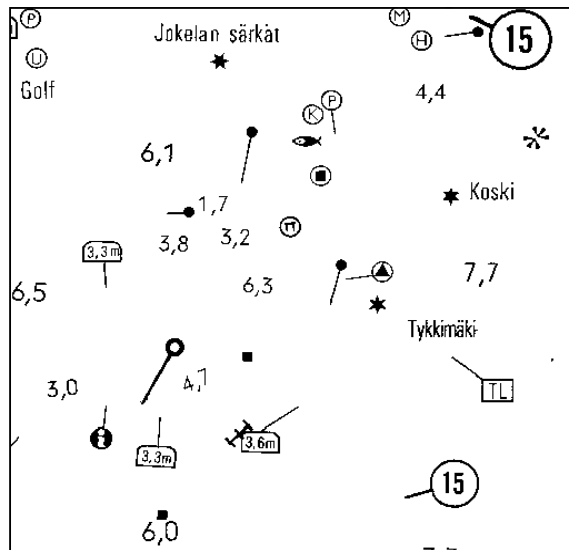 P
Jokelan särkät
M
15
U
H
Golf
4,4
P
K
6,1
1,7
Koski
3,8
3,2
3,3m
6,3
7,7
6,5
Tykkimäki
3,0
4,7
TL
i
3,3m
3,6m
15
6,0